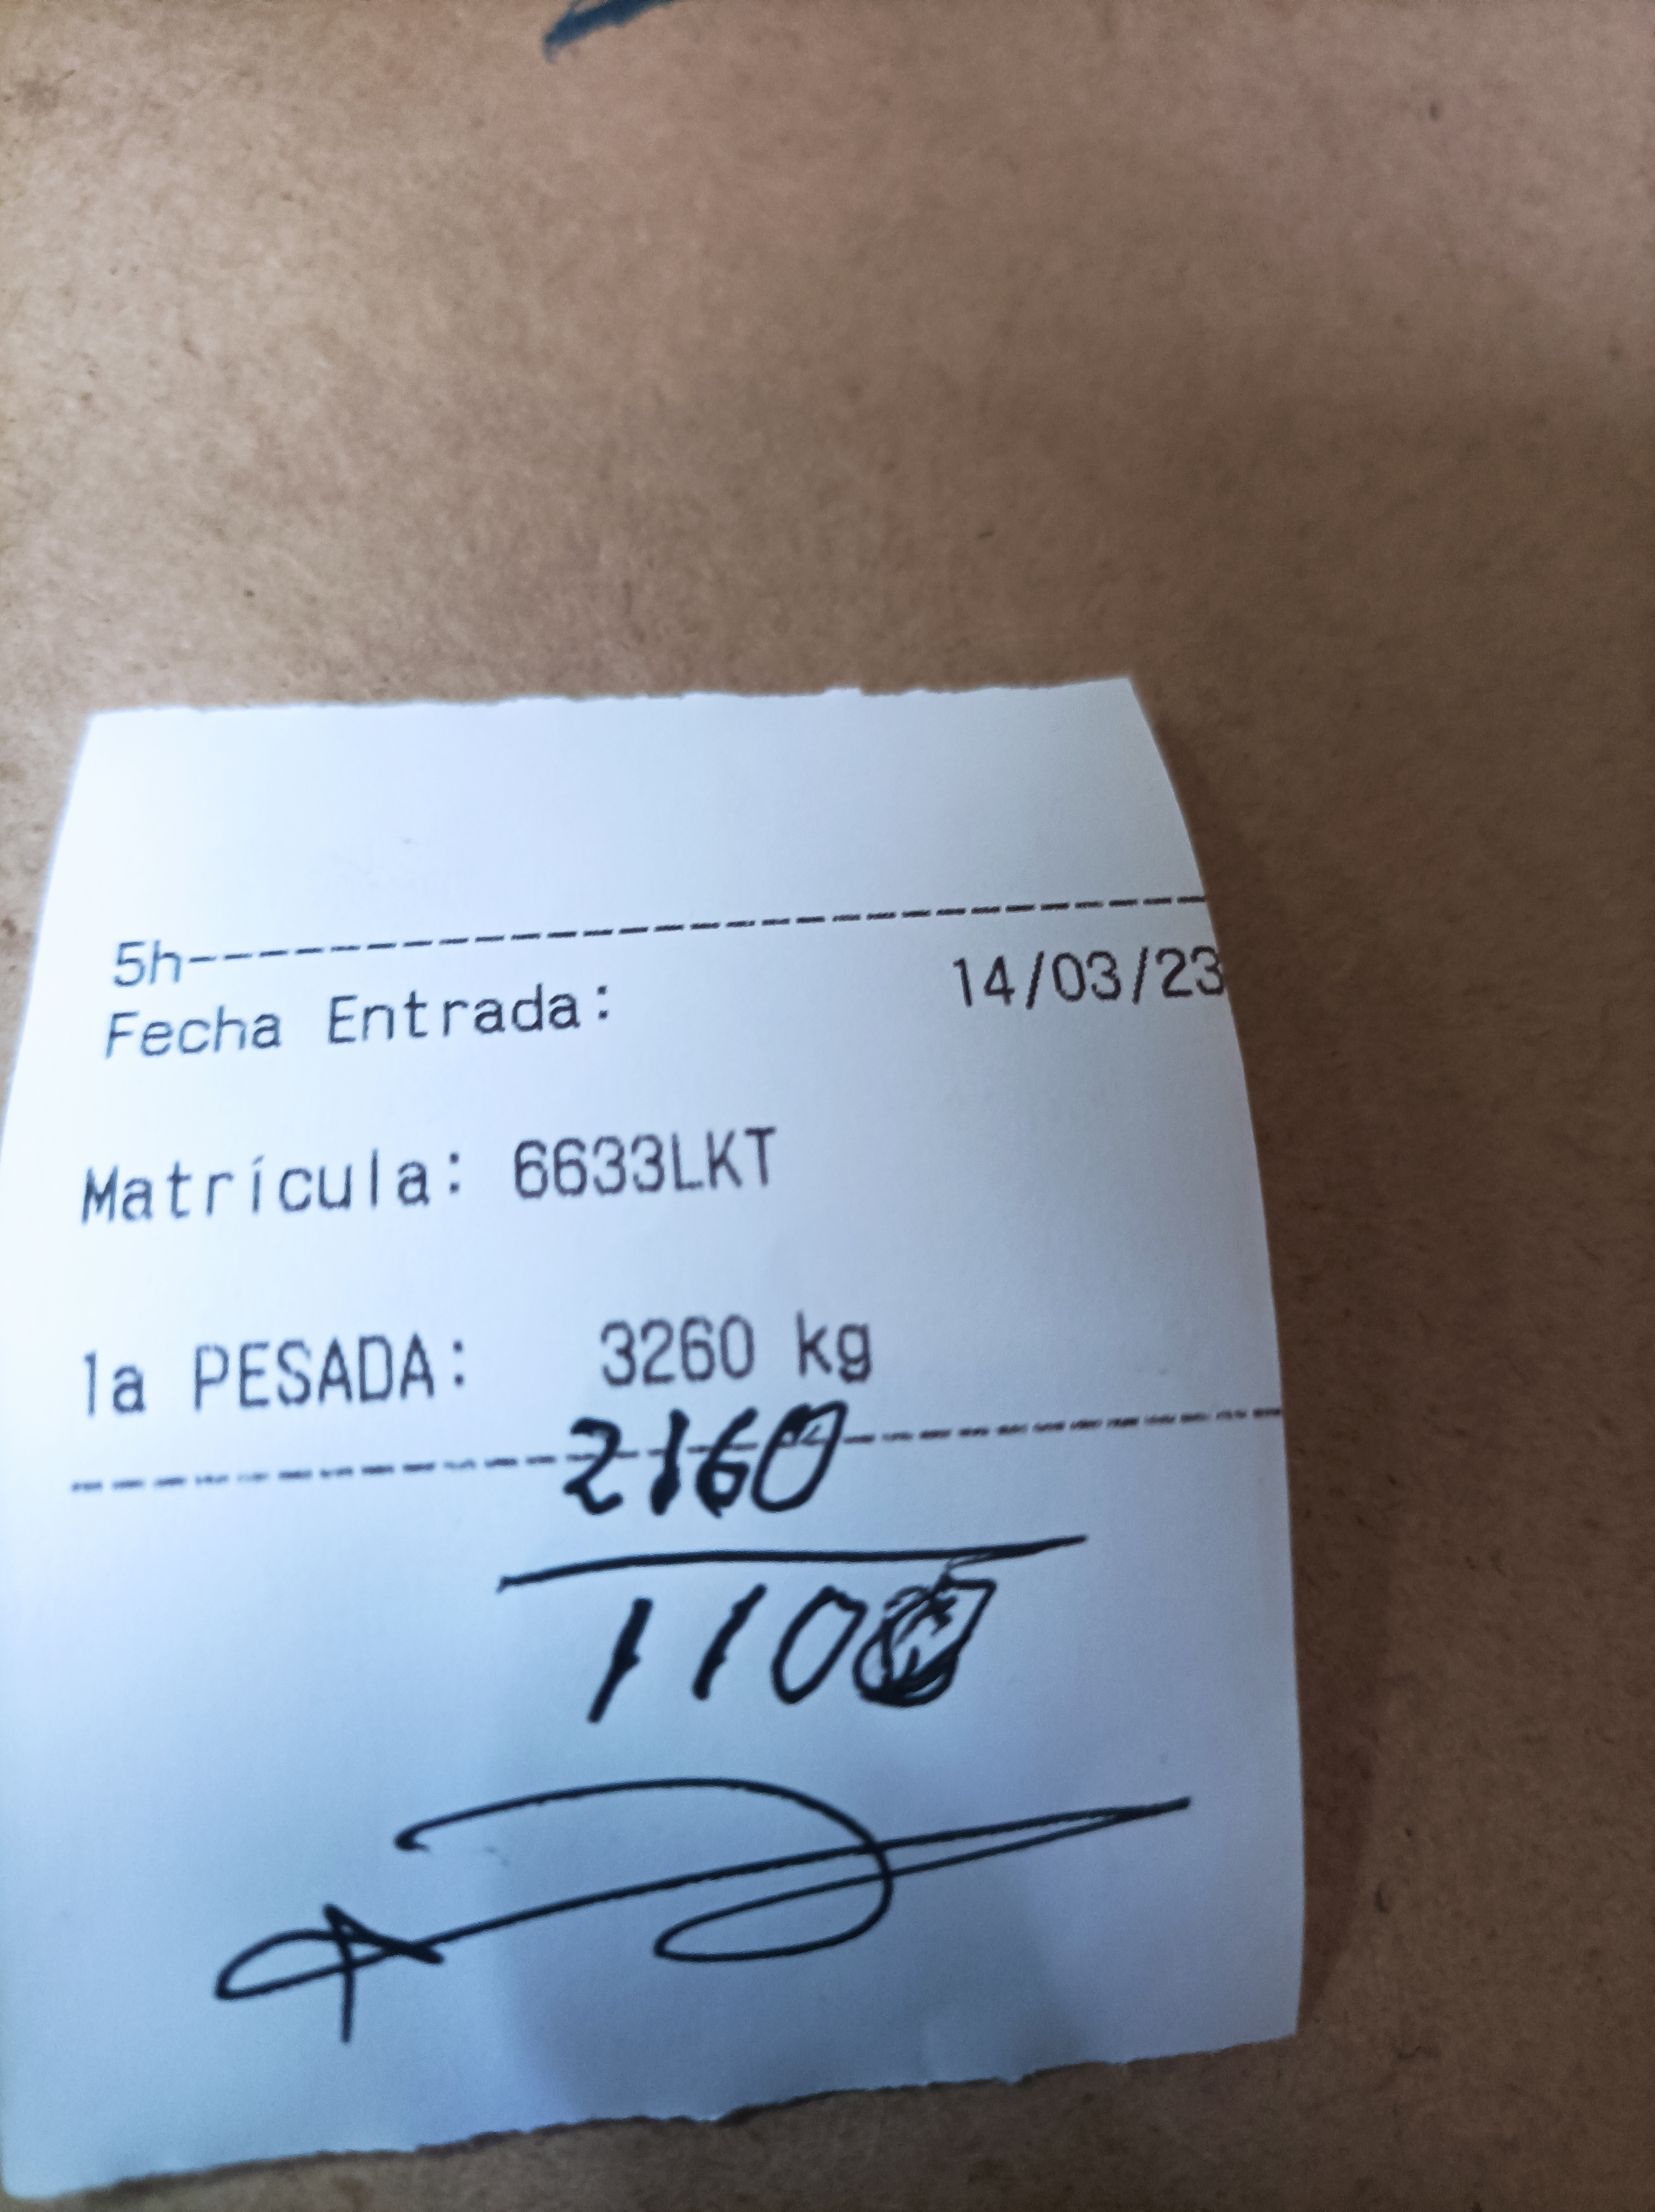 5h------------------------------
Fecha Entrada: 14/03/23
Matrícula: 6633LKT
1a PESADA: 3260 kg
2160
1100